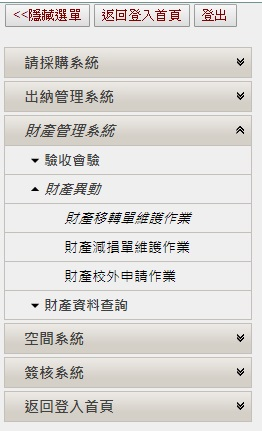 <<隱藏選單 返回登入首頁 登出
請採購系統
出納管理系統
財產管理系統
驗收會驗
財產異動
財產移轉單維護作業
財產減損單維護作業
財產校外申請作業
財產資料查詢
空間系統
簽核系統
返回登入首頁